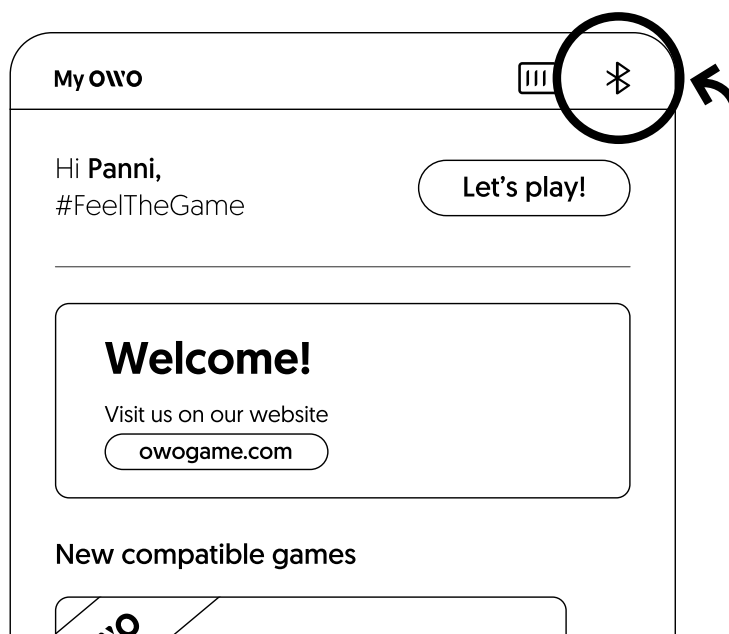 My OWO
Hi Panni,
#FeelTheGame
Let's play!
Welcome!
Visit us on our website
owogame.com
New compatible games